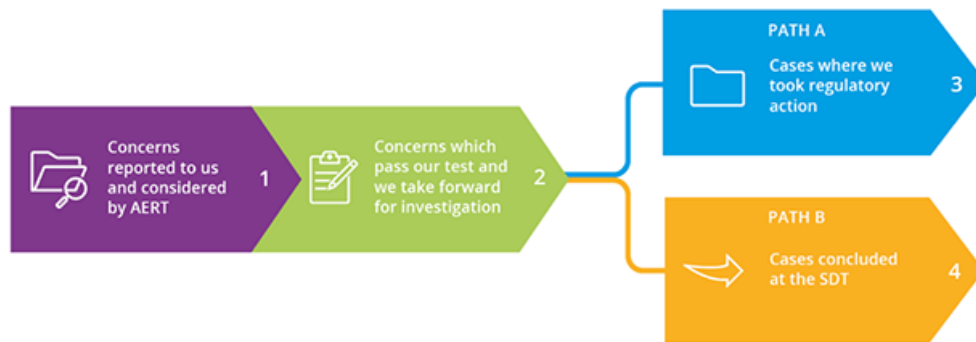 Concerns
reported to us
and considered
by AERT
1
Concerns which
pass our test and
we take forward
for investigation
2
PATH A
Cases where we
took regulatory
action
3
PATH B
Cases concluded
at the SDT
4